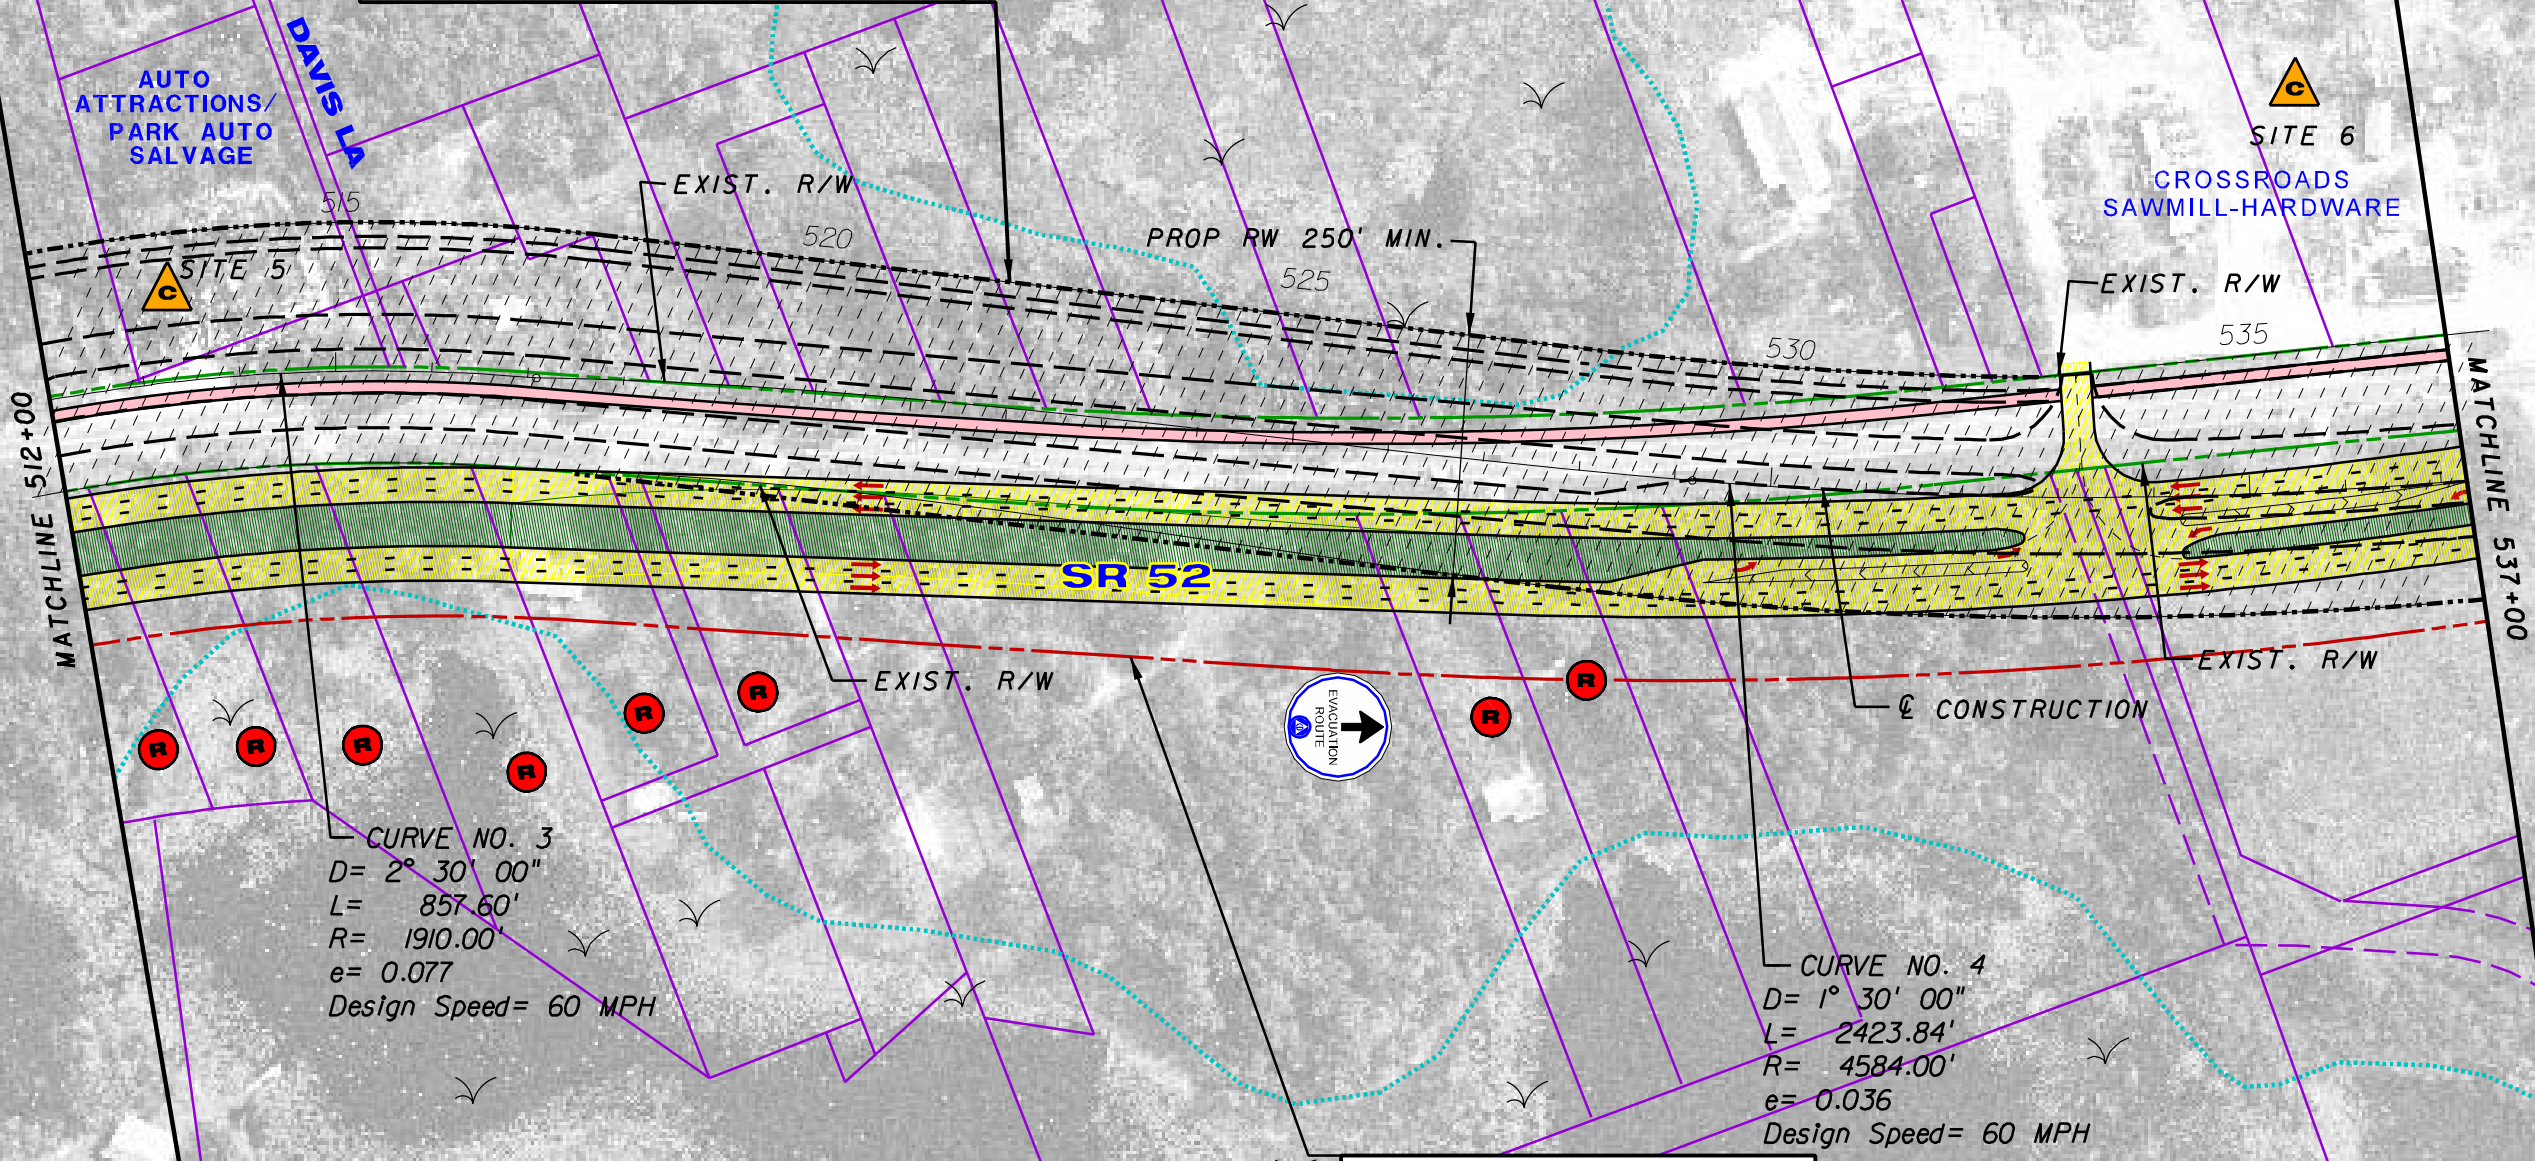 AUTO
ATTRACTIONS/
PARK AUTO
SALVAGE
DAVIS LA
C
SITE 6
CROSSROADS
SAWMILL-HARDWARE
515
EXIST. R/W
520
PROP RW 250' MIN.
525
EXIST. R/W
530
535
SITE 5
C
MATCHLINE 512+00
MATCHLINE 537+00
SR 52
EXIST. R/W
EXIST. R/W
℄ CONSTRUCTION
R
R
R
R
R
R
R
R
EVACUATION
ROUTE
CURVE NO. 3
D= 2° 30' 00"
L= 857.60'
R= 1910.00'
e= 0.077
Design Speed= 60 MPH
CURVE NO. 4
D= 1° 30' 00"
L= 2423.84'
R= 4584.00'
e= 0.036
Design Speed= 60 MPH